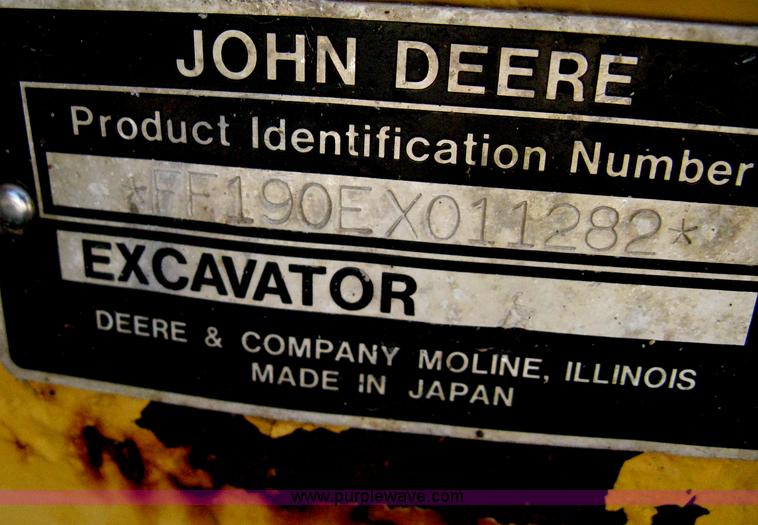 JOHN DEERE
Product Identification Number
*FF190EX011282*
EXCAVATOR
DEERE & COMPANY MOLINE, ILLINOIS
MADE IN JAPAN
www.purplewave.com